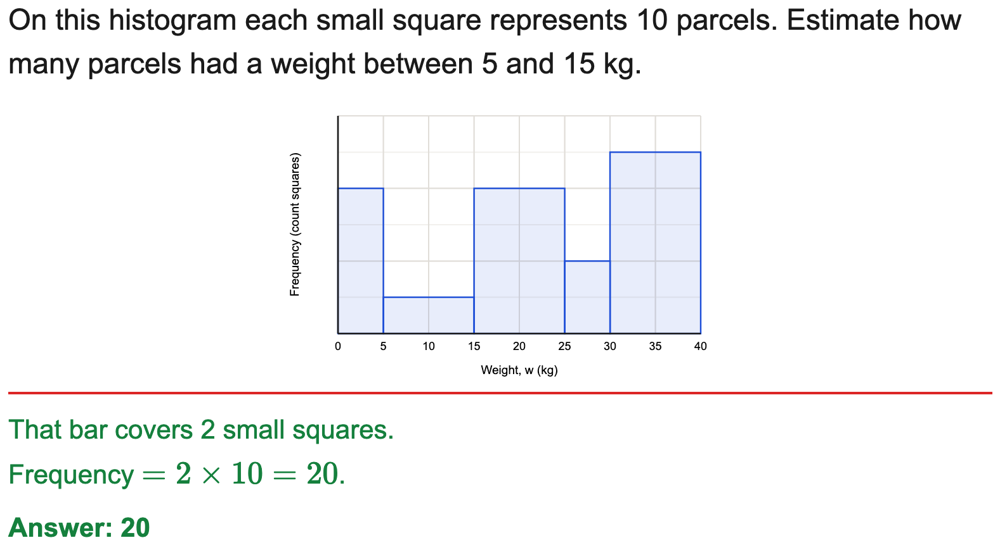 On this histogram each small square represents 10 parcels. Estimate how
many parcels had a weight between 5 and 15 kg.
Frequency (count squares)
0 5 10 15 20 25 30 35 40
Weight, w (kg)
That bar covers 2 small squares.
Frequency = 2 × 10 = 20.
Answer: 20